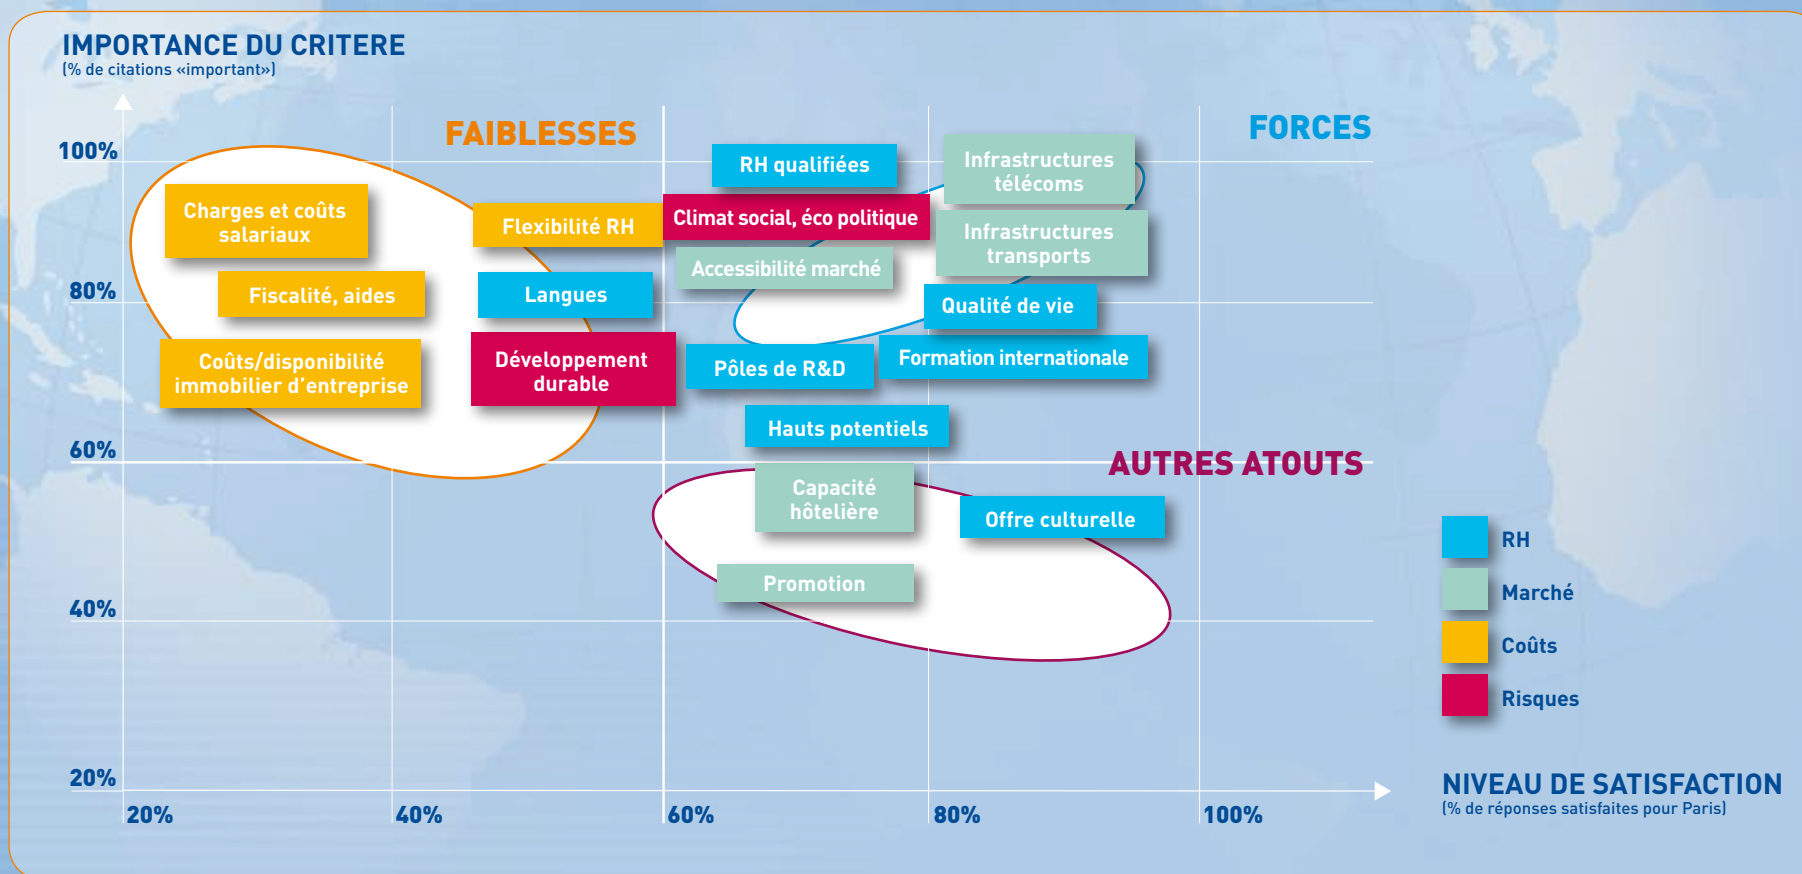 IMPORTANCE DU CRITERE
(% de citations «important»)
FAIBLESSES
FORCES
100%
RH qualifiées
Infrastructures
télécoms
Charges et coûts
salariaux
Flexibilité RH
Climat social, éco politique
Infrastructures
transports
Accessibilité marché
80%
Fiscalité, aides
Langues
Qualité de vie
Coûts/disponibilité
immobilier d'entreprise
Développement
durable
Pôles de R&D
Formation internationale
Hauts potentiels
60%
AUTRES ATOUTS
Capacité
hôtelière
Offre culturelle
RH
Promotion
Marché
40%
Coûts
Risques
20%
NIVEAU DE SATISFACTION
(% de réponses satisfaites pour Paris)
20%
40%
60%
80%
100%